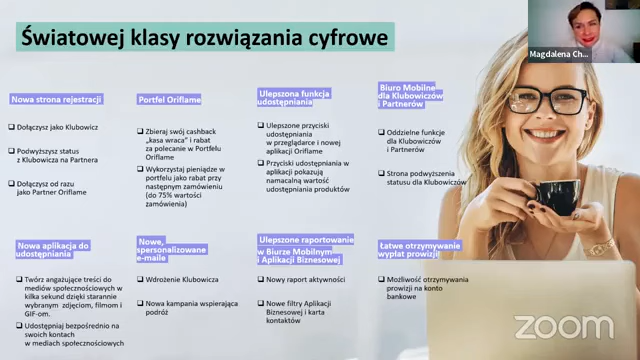 Światowej klasy rozwiązania cyfrowe
Magdalena Ch...
Nowa strona rejestracji
Dołączysz jako Klubowicz
Podwyższysz status
z Klubowicza na Partnera
Dołączysz od razu
jako Partner Oriflame
Portfel Oriflame
Zbieraj swój cashback
„kasa wraca” i rabat
za polecanie w Portfelu
Oriflame
Wykorzystaj pieniądze w
portfelu jako rabat przy
następnym zamówieniu
(do 75% wartości
zamówienia)
Ulepszona funkcja
udostępniania
Ulepszone przyciski
udostępniania
w przeglądarce i nowej
aplikacji Oriflame
Przyciski udostępniania w
aplikacji pokazują
namacalną wartość
udostępniania produktów
Biuro Mobilne
dla Klubowiczów
i Partnerów
Oddzielne funkcje
dla Klubowiczów
i Partnerów
Strona podwyższenia
statusu dla Klubowiczów
Nowa aplikacja do
udostępniania
Twórz angażujące treści do
mediów społecznościowych w
kilka sekund dzięki starannie
wybranym zdjęciom, filmom i
GIF-om.
Udostępniaj bezpośrednio na
swoich kontach
w mediach społecznościowych
Nowe,
spersonalizowane
e-maile
Wdrożenie Klubowicza
Nowa kampania wspierająca
podróż
Ulepszone raportowanie
w Biurze Mobilnym
i Aplikacji Biznesowej
Nowy raport aktywności
Nowe filtry Aplikacji
Biznesowej i karta
kontaktów
Łatwe otrzymywanie
wypłat prowizji!
Możliwość otrzymywania
prowizji na konto
bankowe
zoom